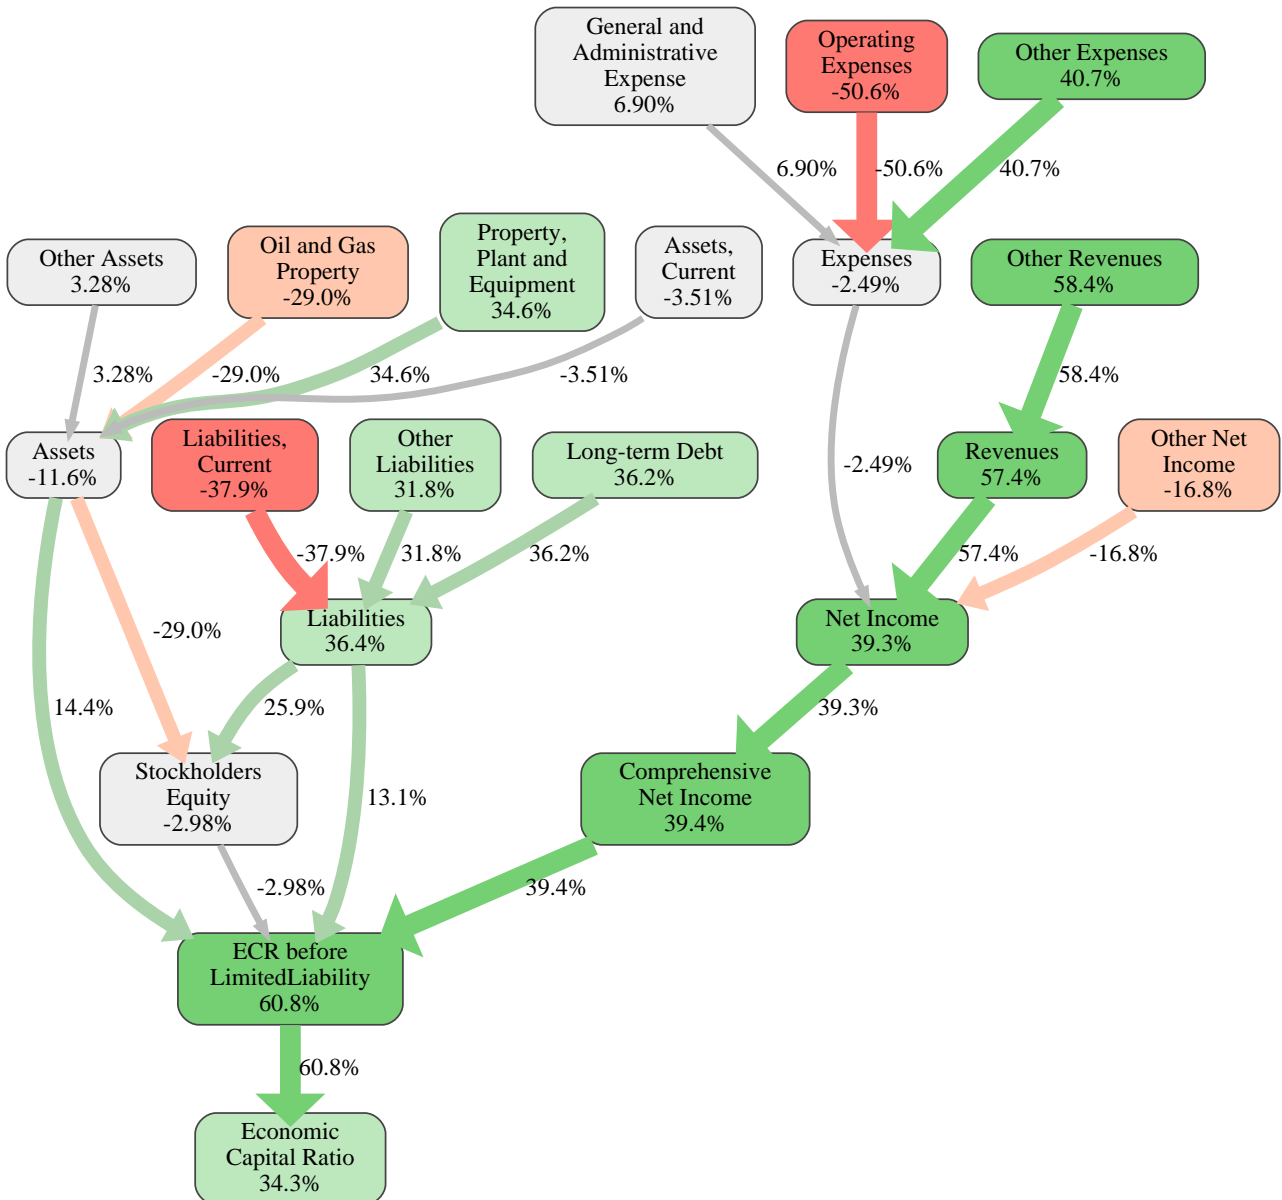 General and
Administrative
Expense
6.90%
Operating
Expenses
-50.6%
Other Expenses
40.7%
6.90%
-50.6%
40.7%
Other Assets
3.28%
Oil and Gas
Property
-29.0%
Property,
Plant and
Equipment
34.6%
Assets,
Current
-3.51%
Expenses
-2.49%
Other Revenues
58.4%
3.28%
-29.0%
34.6%
-3.51%
58.4%
Assets
-11.6%
Liabilities,
Current
-37.9%
Other
Liabilities
31.8%
Long-term Debt
36.2%
-2.49%
Revenues
57.4%
Other Net
Income
-16.8%
-37.9%
31.8%
36.2%
57.4%
-16.8%
-29.0%
Liabilities
36.4%
Net Income
39.3%
14.4%
25.9%
39.3%
Stockholders
Equity
-2.98%
13.1%
Comprehensive
Net Income
39.4%
-2.98%
39.4%
ECR before
LimitedLiability
60.8%
60.8%
Economic
Capital Ratio
34.3%